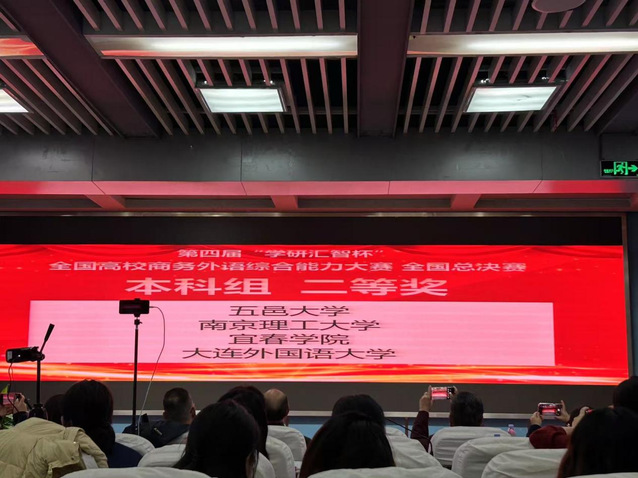 第四届“学研汇智杯”
全国高校商务外语综合能力大赛 全国总决赛
本科组 二等奖
五邑大学
南京理工大学
宜春学院
大连外国语大学